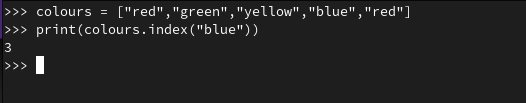 >>> colours = ["red","green","yellow","blue","red"]
>>> print(colours.index("blue"))
3
>>>